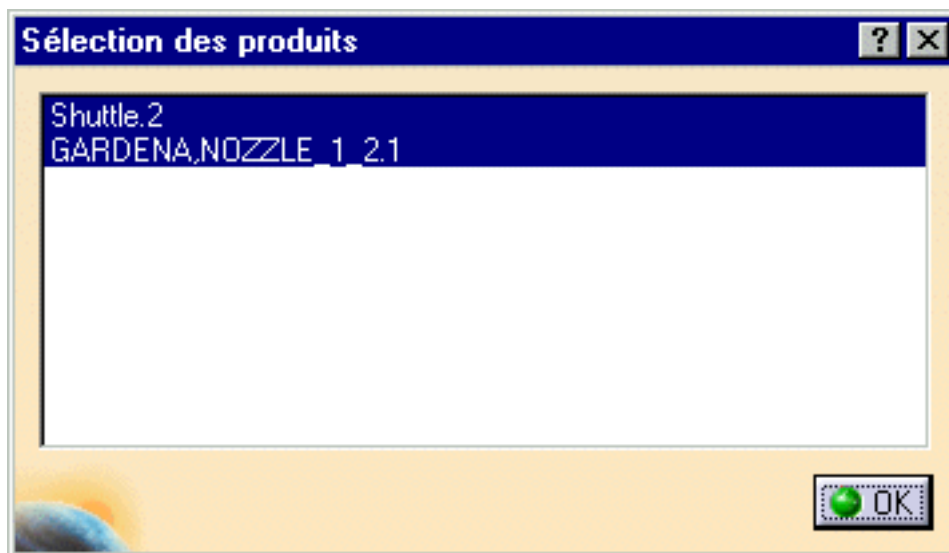 Sélection des produits
Shuttle.2
GARDENA,NOZZLE_1_2.1
OK